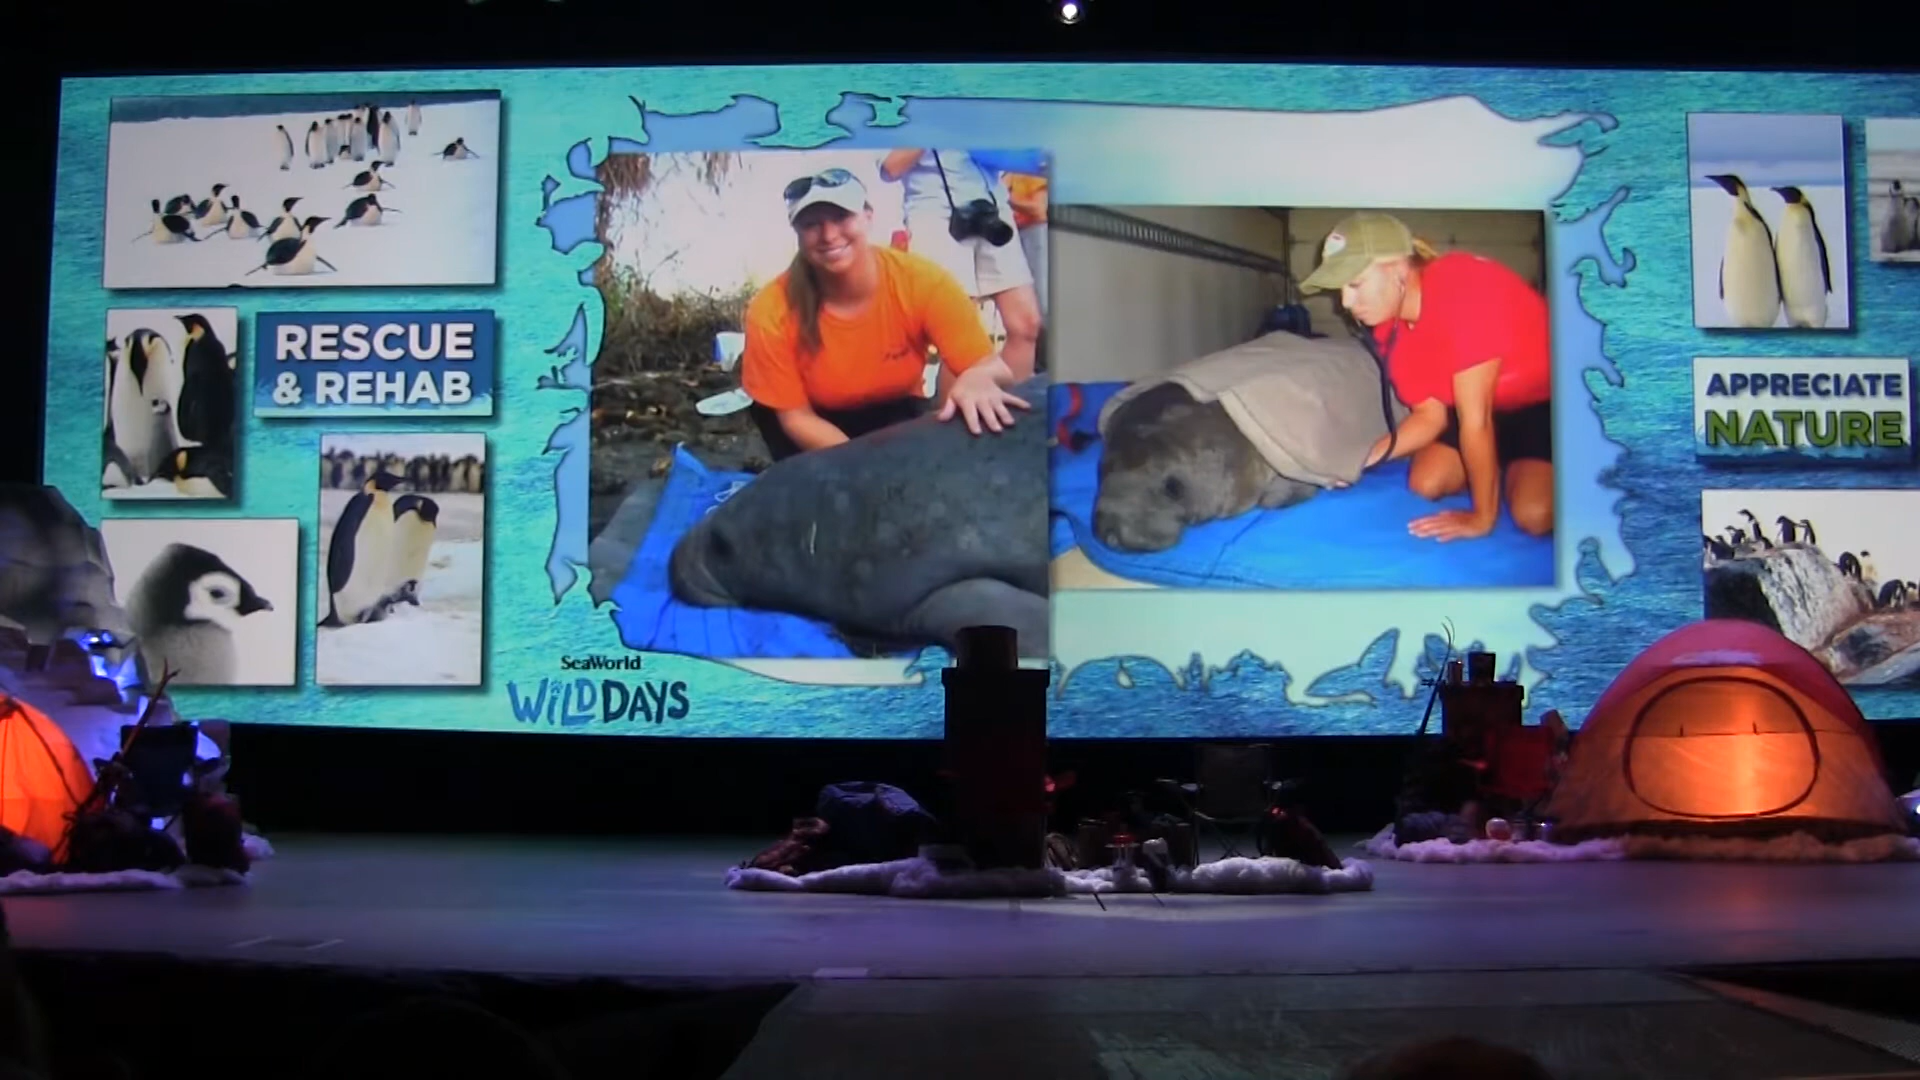 RESCUE
& REHAB
SeaWorld
WILD DAYS
APPRECIATE
NATURE